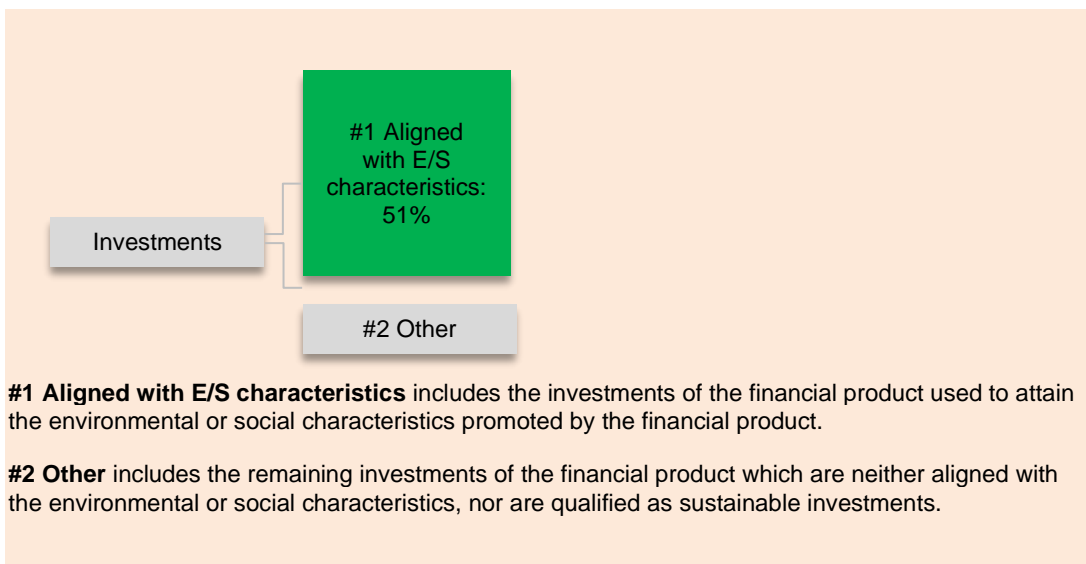 #1 Aligned
with E/S
characteristics:
51%
Investments
#2 Other
#1 Aligned with E/S characteristics includes the investments of the financial product used to attain
the environmental or social characteristics promoted by the financial product.
#2 Other includes the remaining investments of the financial product which are neither aligned with
the environmental or social characteristics, nor are qualified as sustainable investments.